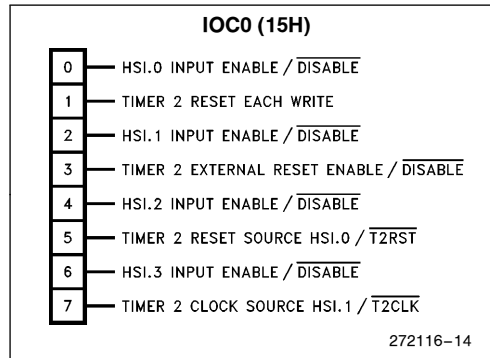 IOC0 (15H)
0 HSI.0 INPUT ENABLE / DISABLE
1 TIMER 2 RESET EACH WRITE
2 HSI.1 INPUT ENABLE / DISABLE
3 TIMER 2 EXTERNAL RESET ENABLE / DISABLE
4 HSI.2 INPUT ENABLE / DISABLE
5 TIMER 2 RESET SOURCE HSI.0 / T2RST
6 HSI.3 INPUT ENABLE / DISABLE
7 TIMER 2 CLOCK SOURCE HSI.1 / T2CLK
272116–14